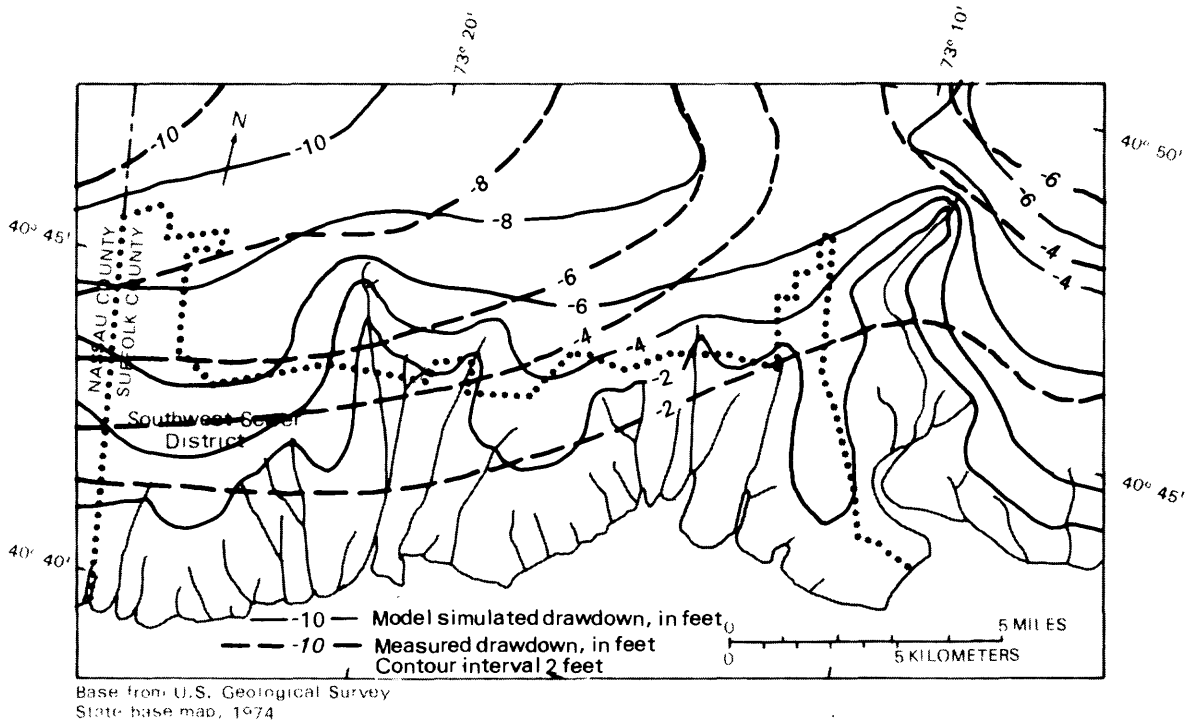 73° 20'
73° 10'
N
-10
-10
40° 50'
-8
-8
-6
-6
40° 45'
-4
-4
NASSAU COUNTY
SUFFOLK COUNTY
-6
-6
-4
-4
-2
-2
Southwest Sewer
District
40° 45'
40° 40'
-10 Model simulated drawdown, in feet
-10 Measured drawdown, in feet
Contour interval 2 feet
0 5 MILES
0 5 KILOMETERS
Base from U.S. Geological Survey
State base map, 1974